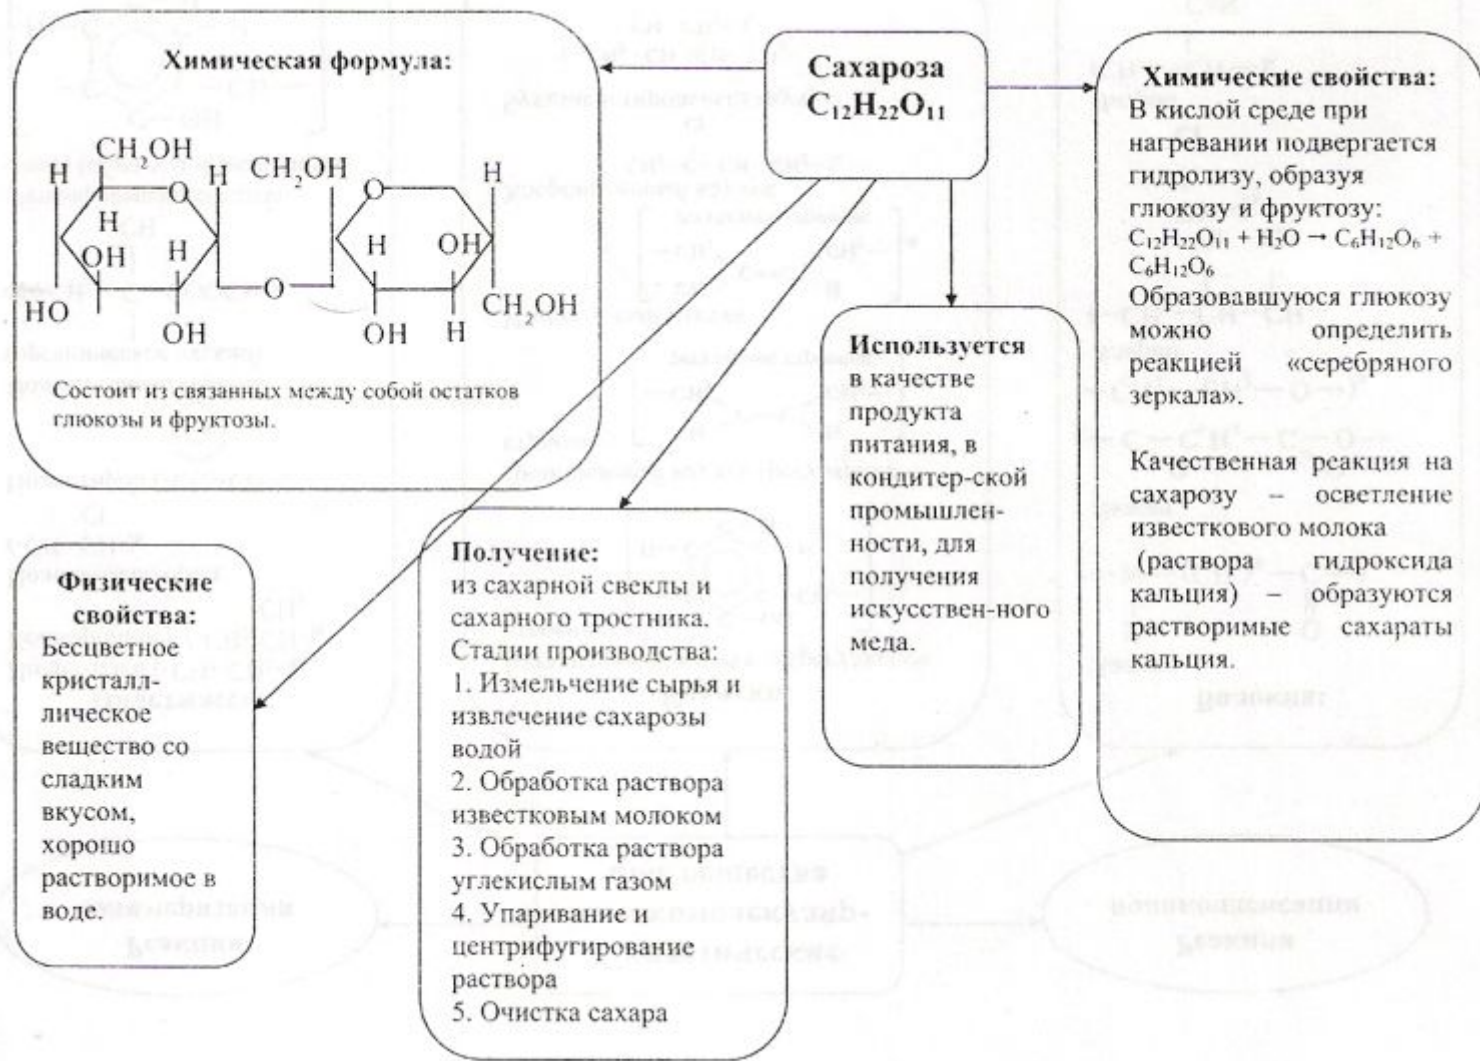 Химическая формула:
CH₂OH
H
O
H
CH₂OH
O
H
H
OH
H
H
OH
HO
O
CH₂OH
OH
OH
H
Состоит из связанных между собой остатков
глюкозы и фруктозы.
Сахароза
C₁₂H₂₂O₁₁
Химические свойства:
В кислой среде при
нагревании подвергается
гидролизу, образуя
глюкозу и фруктозу:
C₁₂H₂₂O₁₁ + H₂O → C₆H₁₂O₆ +
C₆H₁₂O₆
Образовавшуюся глюкозу
можно определить
реакцией «серебряного
зеркала».
Качественная реакция на
сахарозу – осветление
известкового молока
(раствора гидроксида
кальция) – образуются
растворимые сахараты
кальция.
Используется
в качестве
продукта
питания, в
кондитер-ской
промышлен-
ности, для
получения
искусствен-ного
меда.
Получение:
из сахарной свеклы и
сахарного тростника.
Стадии производства:
1. Измельчение сырья и
извлечение сахарозы
водой
2. Обработка раствора
известковым молоком
3. Обработка раствора
углекислым газом
4. Упаривание и
центрифугирование
раствора
5. Очистка сахара
Физические
свойства:
Бесцветное
кристалл-
лическое
вещество со
сладким
вкусом,
хорошо
растворимое в
воде.